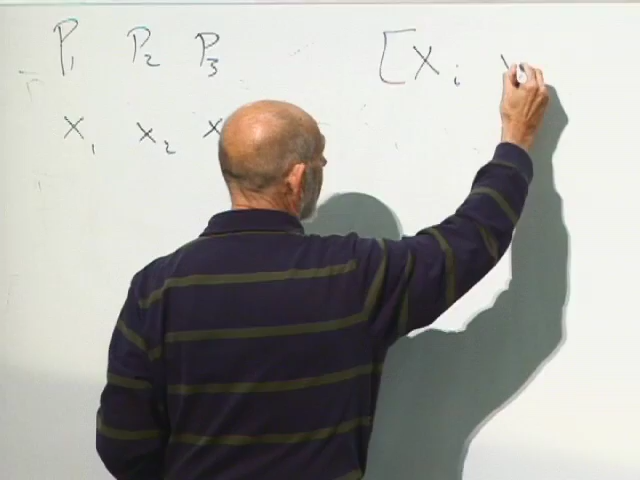 P₁ P₂ P₃ [Xᵢ
X₁ X₂ X